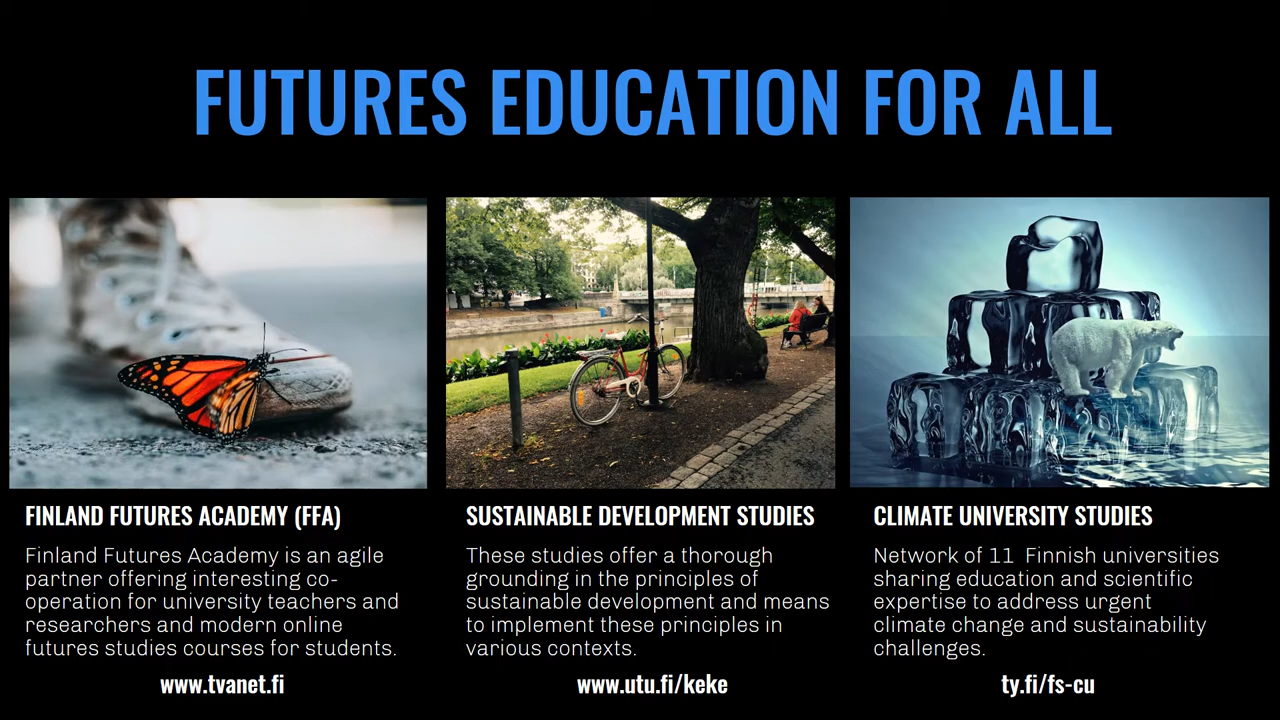 FUTURES EDUCATION FOR ALL
FINLAND FUTURES ACADEMY (FFA)
Finland Futures Academy is an agile
partner offering interesting co-
operation for university teachers and
researchers and modern online
futures studies courses for students.
www.tvanet.fi
SUSTAINABLE DEVELOPMENT STUDIES
These studies offer a thorough
grounding in the principles of
sustainable development and means
to implement these principles in
various contexts.
www.utu.fi/keke
CLIMATE UNIVERSITY STUDIES
Network of 11 Finnish universities
sharing education and scientific
expertise to address urgent
climate change and sustainability
challenges.
ty.fi/fs-cu